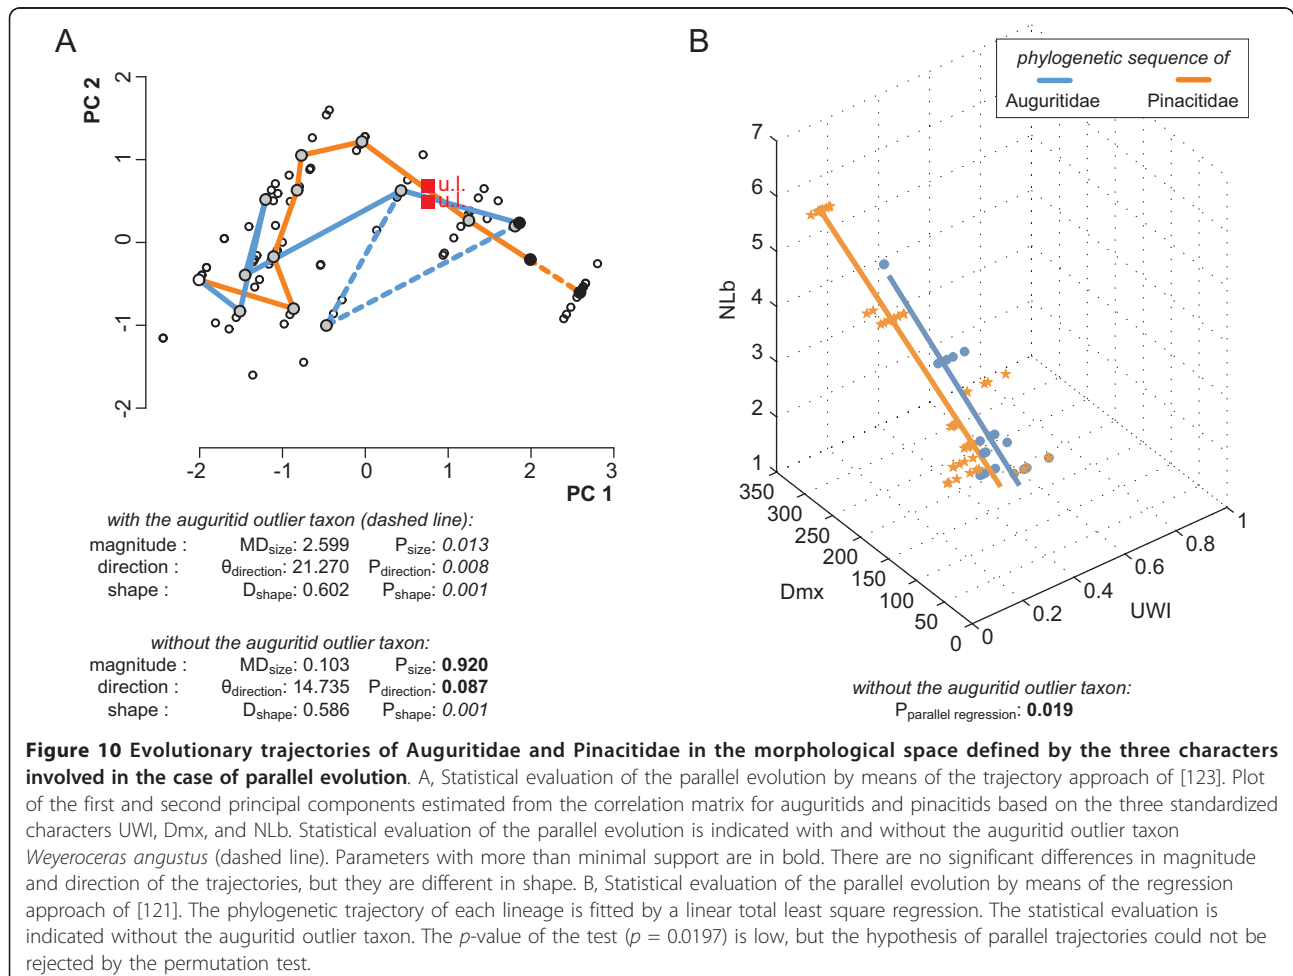 A
PC 2
2
1
0
-1
-2
u.l.
u.l.
-2 -1 0 1 2 3
PC 1
with the auguritid outlier taxon (dashed line):
magnitude : MDsize: 2.599 Psize: 0.013
direction : θdirection: 21.270 Pdirection: 0.008
shape : Dshape: 0.602 Pshape: 0.001
without the auguritid outlier taxon:
magnitude : MDsize: 0.103 Psize: 0.920
direction : θdirection: 14.735 Pdirection: 0.087
shape : Dshape: 0.586 Pshape: 0.001
B
phylogenetic sequence of
Auguritidae Pinacitidae
NLb
7
6
5
4
3
2
1
350
300
250
200
150
100
50
0
Dmx
0
0.2
0.4
0.6
0.8
1
UWI
without the auguritid outlier taxon:
Pparallel regression: 0.019
Figure 10 Evolutionary trajectories of Auguritidae and Pinacitidae in the morphological space defined by the three characters
involved in the case of parallel evolution. A, Statistical evaluation of the parallel evolution by means of the trajectory approach of [123]. Plot
of the first and second principal components estimated from the correlation matrix for auguritids and pinacitids based on the three standardized
characters UWI, Dmx, and NLb. Statistical evaluation of the parallel evolution is indicated with and without the auguritid outlier taxon
Weyeroceras angustus (dashed line). Parameters with more than minimal support are in bold. There are no significant differences in magnitude
and direction of the trajectories, but they are different in shape. B, Statistical evaluation of the parallel evolution by means of the regression
approach of [121]. The phylogenetic trajectory of each lineage is fitted by a linear total least square regression. The statistical evaluation is
indicated without the auguritid outlier taxon. The p-value of the test (p = 0.0197) is low, but the hypothesis of parallel trajectories could not be
rejected by the permutation test.